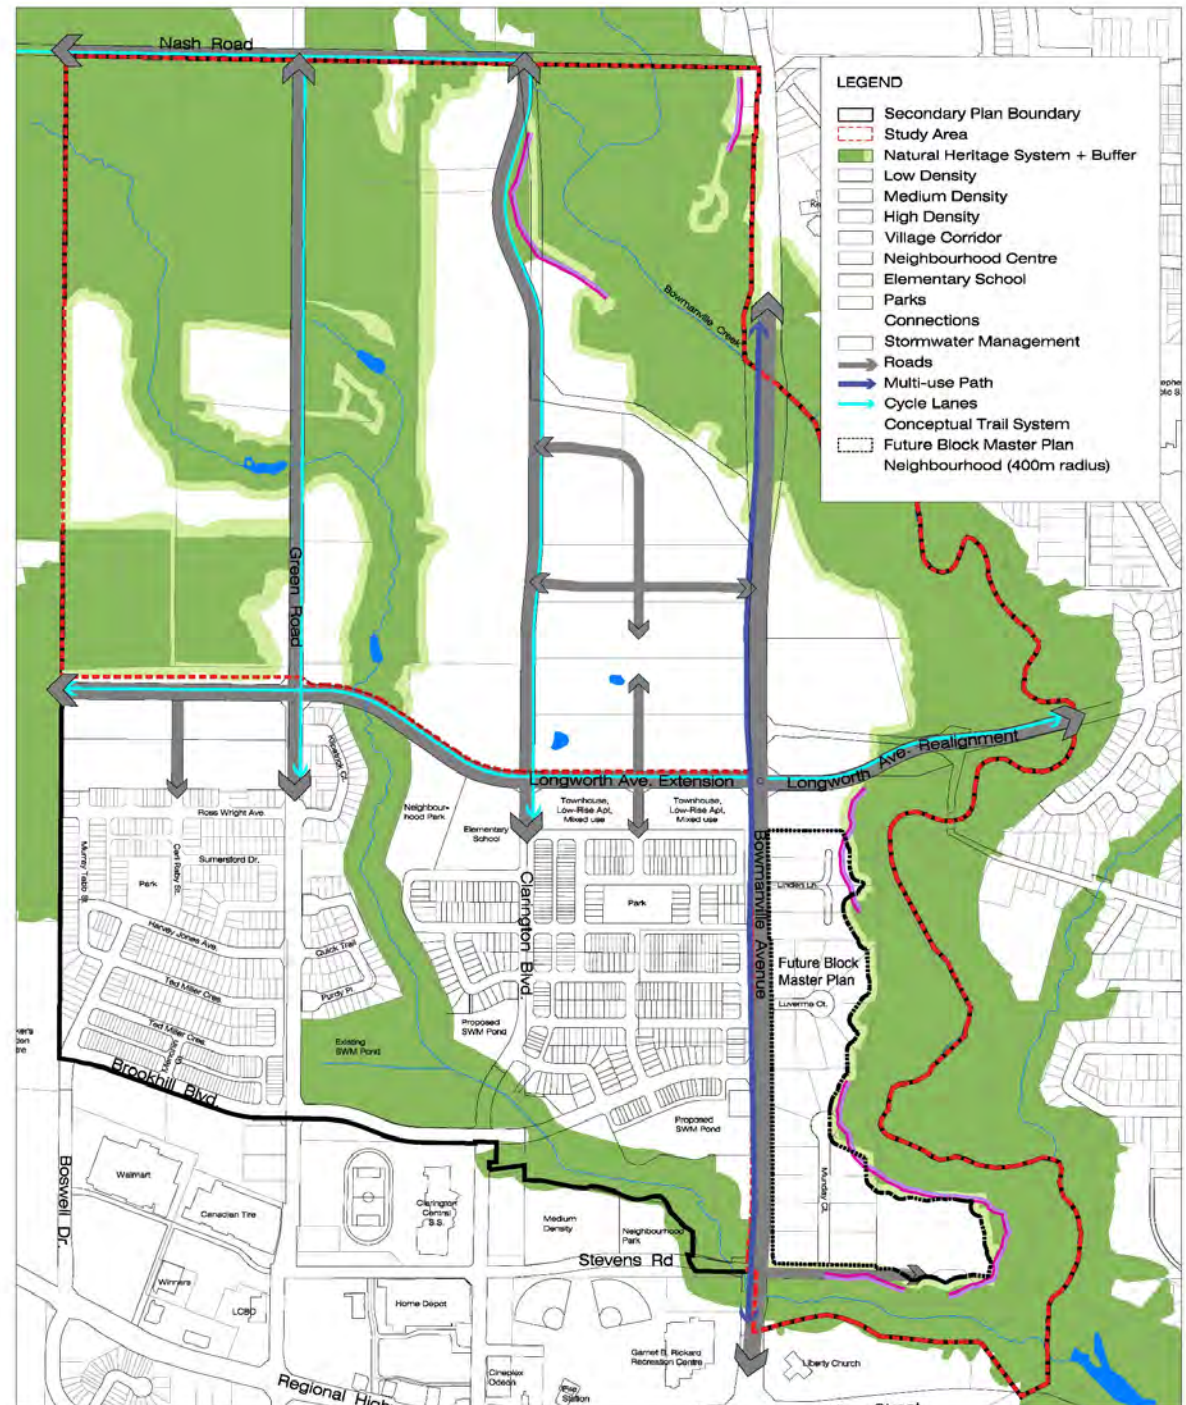 Nash Road
LEGEND
Secondary Plan Boundary
Study Area
Natural Heritage System + Buffer
Low Density
Medium Density
High Density
Village Corridor
Neighbourhood Centre
Elementary School
Parks
Connections
Stormwater Management
Roads
Multi-use Path
Cycle Lanes
Conceptual Trail System
Future Block Master Plan
Neighbourhood (400m radius)
Bowmanville Creek
Green Road
Longworth Ave. Realignment
Longworth Ave. Extension
Neighbour-
hood Park
Elementary
School
Townhouse,
Low-Rise Apt,
Mixed use
Townhouse,
Low-Rise Apt,
Mixed use
Ross Wright Ave.
Sumersford Dr.
Park
Harvey Jones Ave.
Ted Miller Cres.
Ted Miller Cres.
Quick Trail
Purdy Pl.
Clarington Blvd.
Park
Bowmanville Avenue
Linden Ln.
Future Block
Master Plan
Luverme Ct.
Munday Ct.
Proposed
SWM Pond
Existing
SWM Pond
Proposed
SWM Pond
Brookhill Blvd.
Boswell Dr.
Walmart
Canadian Tire
Winners
LCBO
Home Depot
Clarington
Central
S.S.
Medium
Density
Neighbourhood
Park
Stevens Rd
Garnet B. Rickard
Recreation Centre
Liberty Church
Cineplex
Odeon
Fire
Station
Regional High